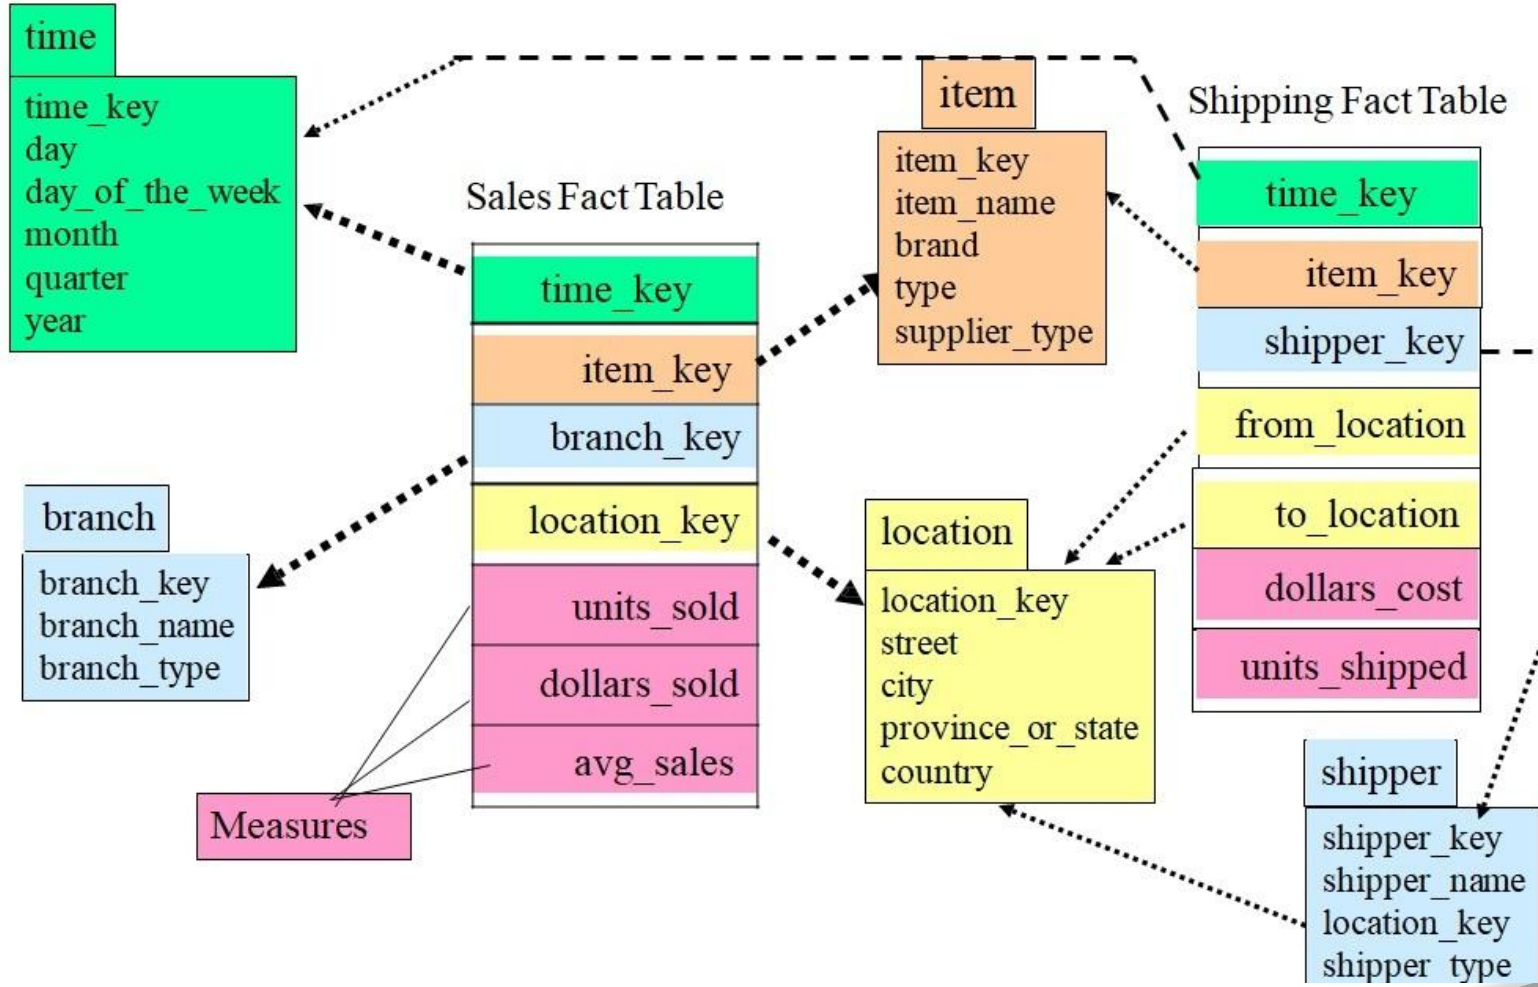 time
time_key
day
day_of_the_week
month
quarter
year
Sales Fact Table
time_key
item_key
branch_key
location_key
units_sold
dollars_sold
avg_sales
Measures
branch
branch_key
branch_name
branch_type
item
item_key
item_name
brand
type
supplier_type
location
location_key
street
city
province_or_state
country
Shipping Fact Table
time_key
item_key
shipper_key
from_location
to_location
dollars_cost
units_shipped
shipper
shipper_key
shipper_name
location_key
shipper_type